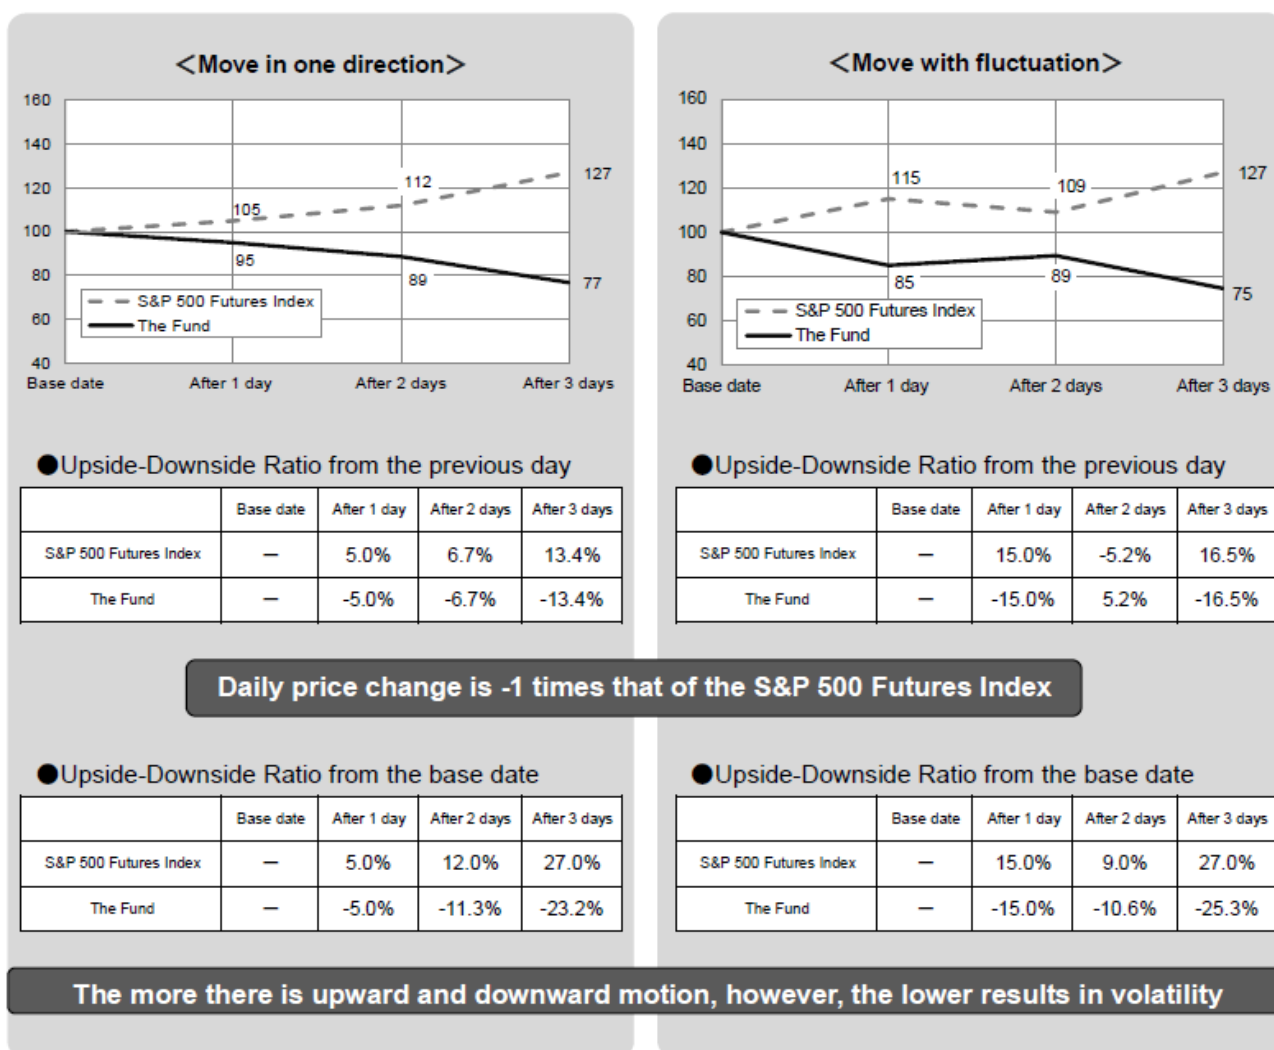 ＜Move in one direction＞
160
140
120
100
80
60
40
105
112
127
95
89
77
S&P 500 Futures Index
The Fund
Base date After 1 day After 2 days After 3 days
●Upside-Downside Ratio from the previous day
Base date After 1 day After 2 days After 3 days
S&P 500 Futures Index — 5.0% 6.7% 13.4%
The Fund — -5.0% -6.7% -13.4%
＜Move with fluctuation＞
160
140
120
100
80
60
40
115
109
127
85
89
75
S&P 500 Futures Index
The Fund
Base date After 1 day After 2 days After 3 days
●Upside-Downside Ratio from the previous day
Base date After 1 day After 2 days After 3 days
S&P 500 Futures Index — 15.0% -5.2% 16.5%
The Fund — -15.0% 5.2% -16.5%
Daily price change is -1 times that of the S&P 500 Futures Index
●Upside-Downside Ratio from the base date
Base date After 1 day After 2 days After 3 days
S&P 500 Futures Index — 5.0% 12.0% 27.0%
The Fund — -5.0% -11.3% -23.2%
●Upside-Downside Ratio from the base date
Base date After 1 day After 2 days After 3 days
S&P 500 Futures Index — 15.0% 9.0% 27.0%
The Fund — -15.0% -10.6% -25.3%
The more there is upward and downward motion, however, the lower results in volatility